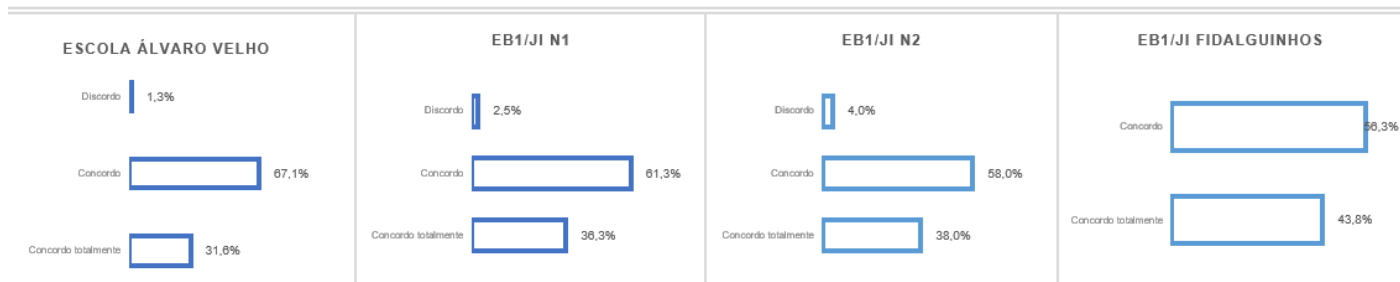 ESCOLA ÁLVARO VELHO
Discordo 1,3%
Concordo 67,1%
Concordo totalmente 31,6%
EB1/JI N1
Discordo 2,5%
Concordo 61,3%
Concordo totalmente 36,3%
EB1/JI N2
Discordo 4,0%
Concordo 58,0%
Concordo totalmente 38,0%
EB1/JI FIDALGUINHOS
Concordo 56,3%
Concordo totalmente 43,8%